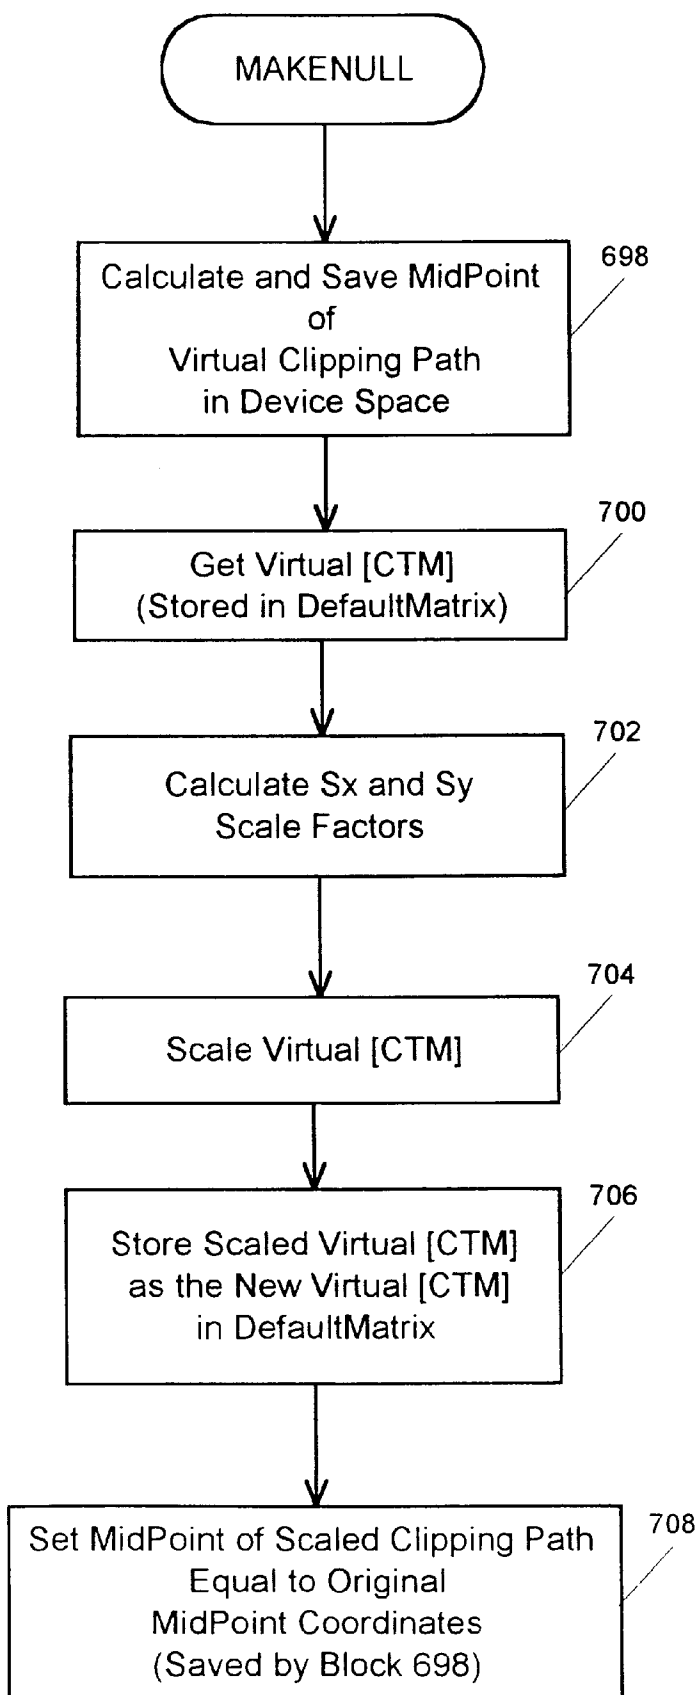 MAKENULL
Calculate and Save MidPoint
of
Virtual Clipping Path
in Device Space
698
Get Virtual [CTM]
(Stored in DefaultMatrix)
700
Calculate Sx and Sy
Scale Factors
702
Scale Virtual [CTM]
704
Store Scaled Virtual [CTM]
as the New Virtual [CTM]
in DefaultMatrix
706
Set MidPoint of Scaled Clipping Path
Equal to Original
MidPoint Coordinates
(Saved by Block 698)
708